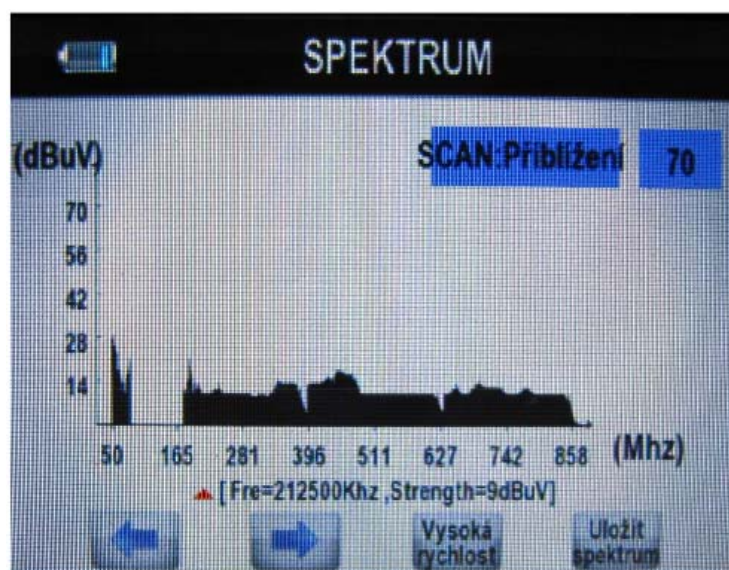 SPEKTRUM
(dBuV)
SCAN:Přiblížení 70
70
56
42
28
14
50 165 281 396 511 627 742 858 (Mhz)
[Fre=212500Khz ,Strength=9dBuV]
Vysoká
rychlost
Uložit
spektrum